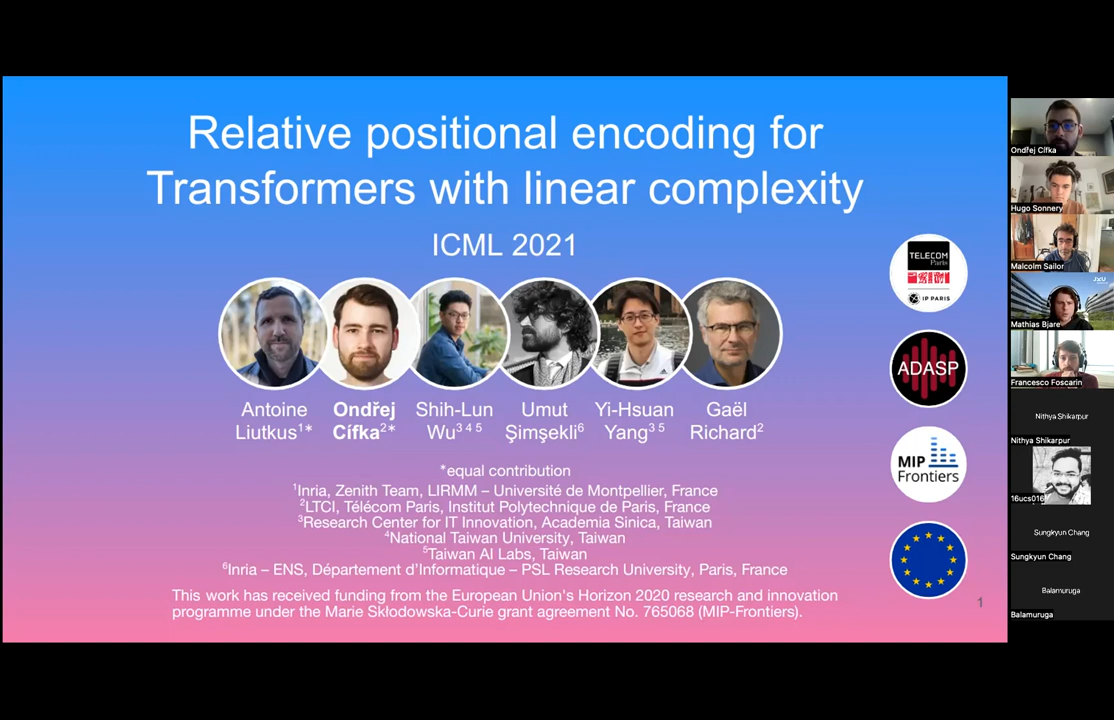 Relative positional encoding for
Transformers with linear complexity
ICML 2021
Antoine
Liutkus¹*
Ondřej
Cífka²*
Shih-Lun
Wu³ ⁴ ⁵
Umut
Şimşekli⁶
Yi-Hsuan
Yang³ ⁵
Gaël
Richard²
*equal contribution
¹Inria, Zenith Team, LIRMM – Université de Montpellier, France
²LTCI, Télécom Paris, Institut Polytechnique de Paris, France
³Research Center for IT Innovation, Academia Sinica, Taiwan
⁴National Taiwan University, Taiwan
⁵Taiwan AI Labs, Taiwan
⁶Inria – ENS, Département d'Informatique – PSL Research University, Paris, France
This work has received funding from the European Union's Horizon 2020 research and innovation
programme under the Marie Skłodowska-Curie grant agreement No. 765068 (MIP-Frontiers).
TELECOM
Paris
IP PARIS
ADASP
MIP
Frontiers
1
Ondřej Cífka
Hugo Sonnery
Malcolm Sailor
JKU
Mathias Bjare
Francesco Foscarin
Nithya Shikarpur
Nithya Shikarpur
16ucs016
Sungkyun Chang
Sungkyun Chang
Balamuruga
Balamuruga